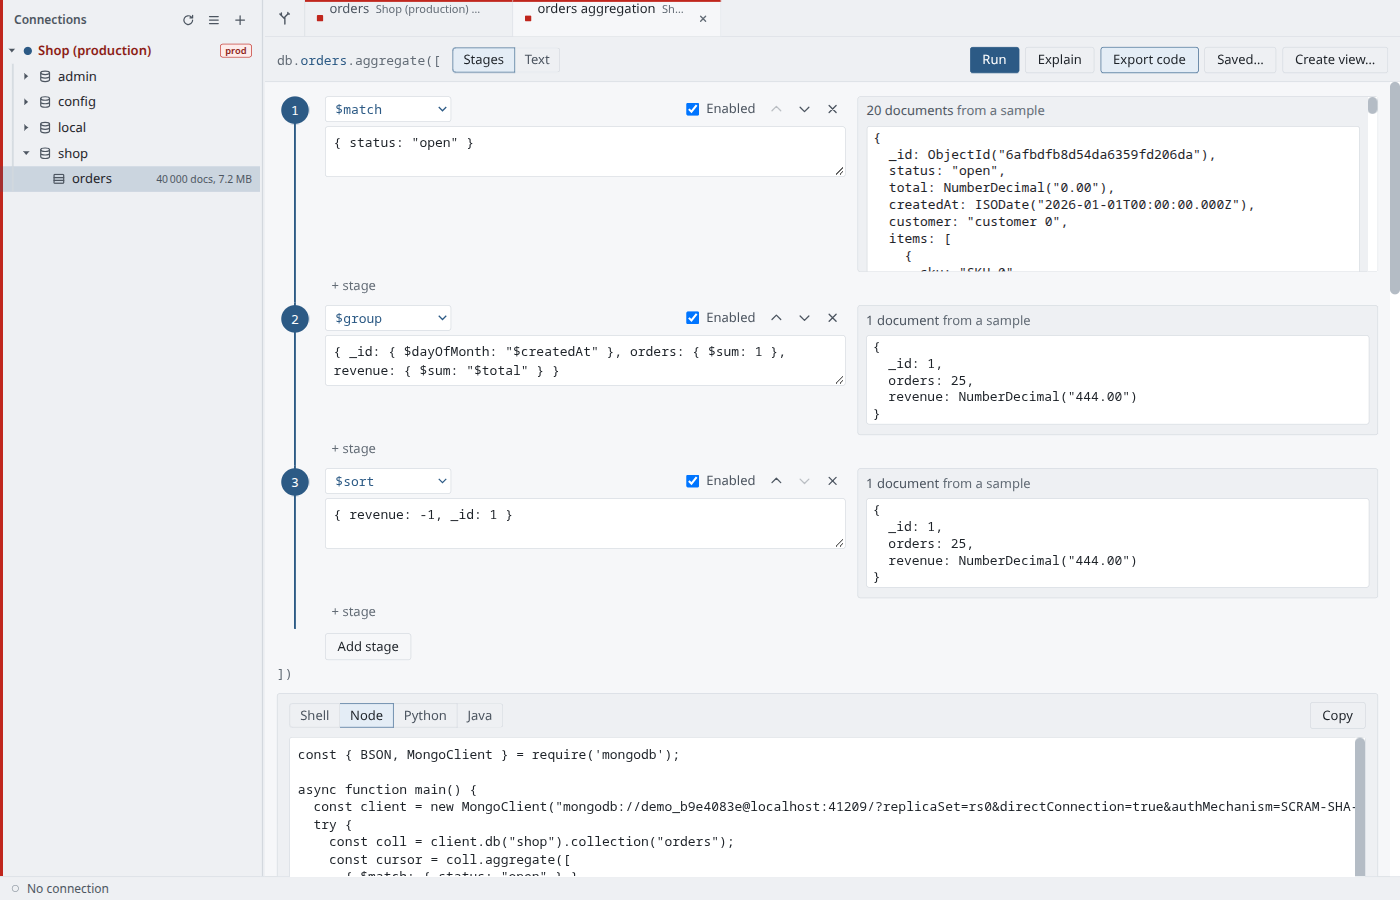 Connections
Shop (production) prod
admin
config
local
shop
orders 40 000 docs, 7.2 MB
orders Shop (production) ...
orders aggregation Sh... ×
db.orders.aggregate([ Stages Text Run Explain Export code Saved... Create view...
1 $match Enabled
{ status: "open" }
20 documents from a sample
{
  _id: ObjectId("6afbdfb8d54da6359fd206da"),
  status: "open",
  total: NumberDecimal("0.00"),
  createdAt: ISODate("2026-01-01T00:00:00.000Z"),
  customer: "customer 0",
  items: [
    {
      sku: "SKU-0"
+ stage
2 $group Enabled
{ _id: { $dayOfMonth: "$createdAt" }, orders: { $sum: 1 },
revenue: { $sum: "$total" } }
1 document from a sample
{
  _id: 1,
  orders: 25,
  revenue: NumberDecimal("444.00")
}
+ stage
3 $sort Enabled
{ revenue: -1, _id: 1 }
1 document from a sample
{
  _id: 1,
  orders: 25,
  revenue: NumberDecimal("444.00")
}
+ stage
Add stage
])
Shell Node Python Java Copy
const { BSON, MongoClient } = require('mongodb');
async function main() {
  const client = new MongoClient("mongodb://demo_b9e4083e@localhost:41209/?replicaSet=rs0&directConnection=true&authMechanism=SCRAM-SHA-
  try {
    const coll = client.db("shop").collection("orders");
    const cursor = coll.aggregate([
      { $match: { status: "open" } }
No connection